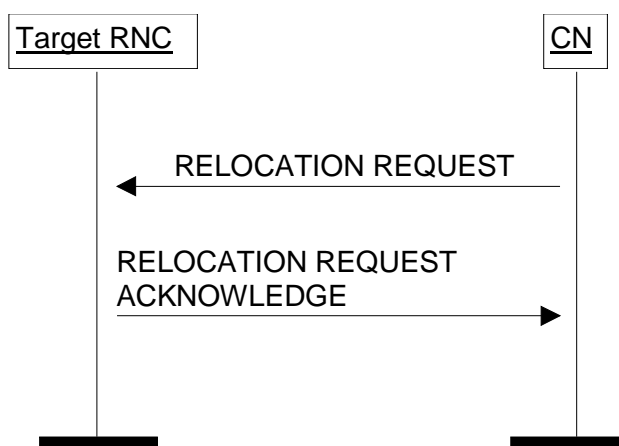 Target RNC
CN
RELOCATION REQUEST
RELOCATION REQUEST
ACKNOWLEDGE